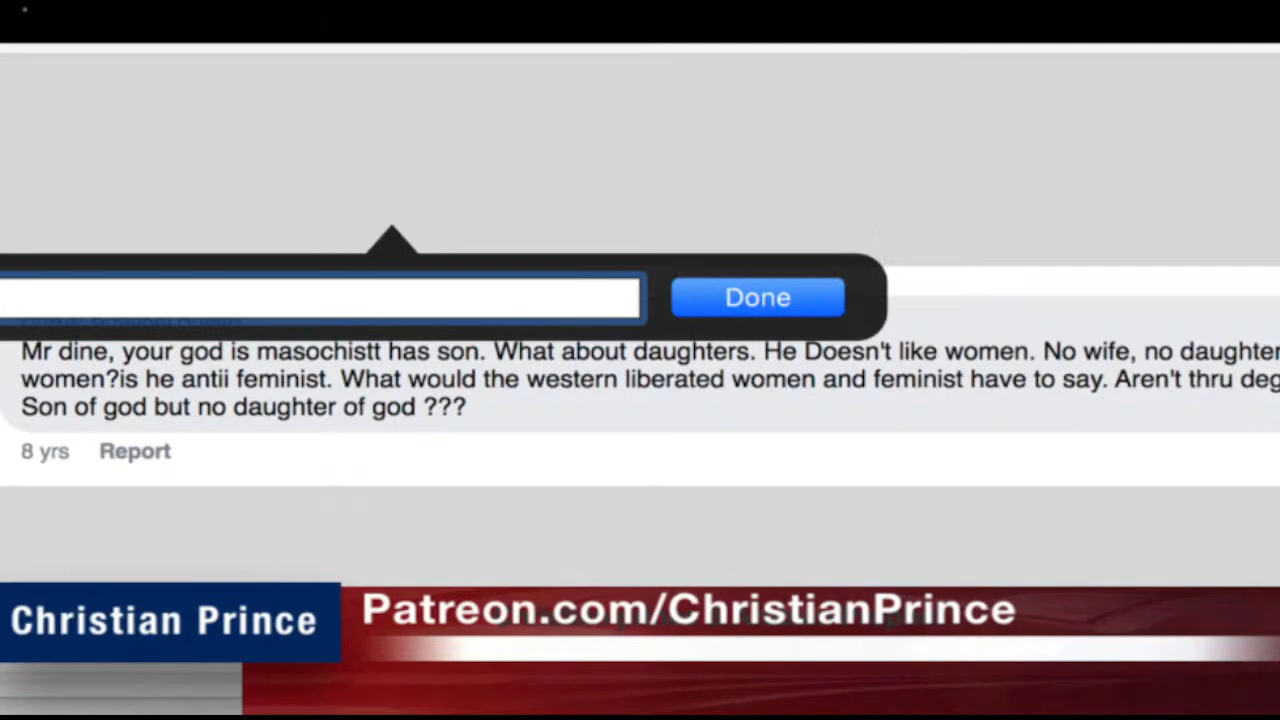 Done
Mr dine, your god is masochistt has son. What about daughters. He Doesn't like women. No wife, no daughter
women?is he antii feminist. What would the western liberated women and feminist have to say. Aren't thru deg
Son of god but no daughter of god ???
8 yrs Report
Christian Prince
Patreon.com/ChristianPrince